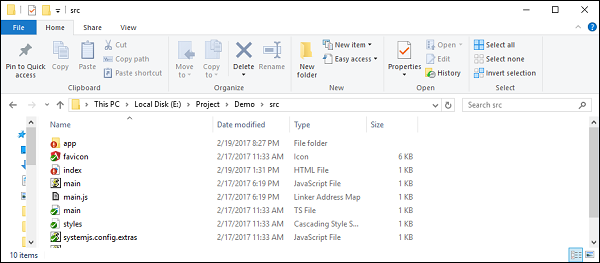 src
File Home Share View
Pin to Quick access
Copy
Paste
Cut
Copy path
Paste shortcut
Clipboard
Move to
Copy to
Delete
Rename
Organize
New folder
New item
Easy access
New
Properties
Open
Edit
History
Open
Select all
Select none
Invert selection
Select
This PC > Local Disk (E:) > Project > Demo > src
Search src
Name Date modified Type Size
app 2/19/2017 8:27 PM File folder
favicon 2/17/2017 11:33 AM Icon 6 KB
index 2/19/2017 1:31 PM HTML File 1 KB
main 2/17/2017 6:19 PM JavaScript File 1 KB
main.js 2/17/2017 6:19 PM Linker Address Map 1 KB
main 2/17/2017 11:33 AM TS File 1 KB
styles 2/17/2017 11:33 AM Cascading Style S... 1 KB
systemjs.config.extras 2/17/2017 11:33 AM JavaScript File 1 KB
10 items